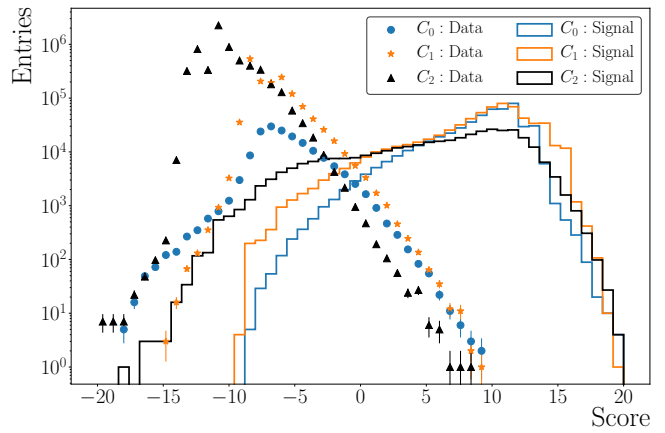 Entries
10^6
10^5
10^4
10^3
10^2
10^1
10^0
C_0 : Data
C_1 : Data
C_2 : Data
C_0 : Signal
C_1 : Signal
C_2 : Signal
−20 −15 −10 −5 0 5 10 15 20
Score